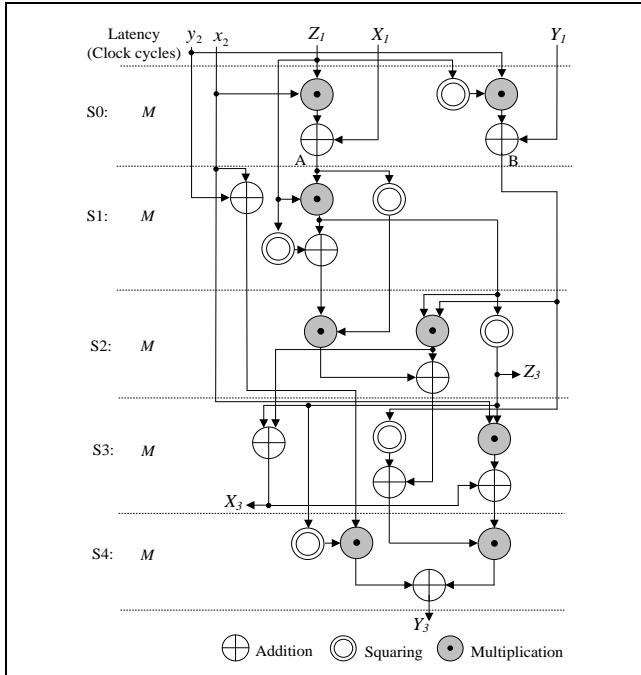 Latency y2 x2 Z1 X1 Y1
(Clock cycles)
S0: M
A B
S1: M
S2: M
Z3
S3: M
X3
S4: M
Y3
Addition Squaring Multiplication